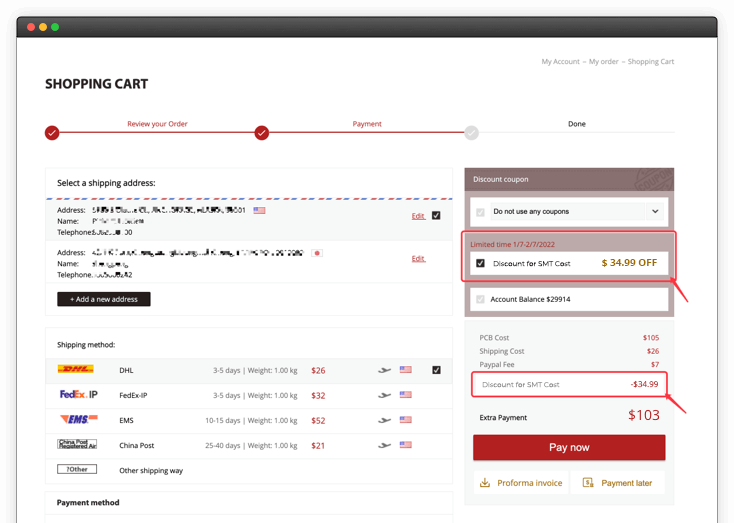 My Account – My order – Shopping Cart
SHOPPING CART
Review your Order
Payment
Done
Select a shipping address:
Address:
Edit
Name:
Telephone:
Address:
Edit
Name:
Telephone.
+ Add a new address
Shipping method:
DHL DHL 3-5 days | Weight: 1.00 kg $26
FedEx. IP FedEx-IP 3-5 days | Weight: 1.00 kg $32
EMS EMS 10-15 days | Weight: 1.00 kg $52
China Post Registered Air China Post 25-40 days | Weight: 1.00 kg $21
?Other Other shipping way
Payment method
Discount coupon
Do not use any coupons
Limited time 1/7-2/7/2022
Discount for SMT Cost $ 34.99 OFF
Account Balance $29914
PCB Cost $105
Shipping Cost $26
Paypal Fee $7
Discount for SMT Cost -$34.99
Extra Payment $103
Pay now
Proforma invoice
Payment later